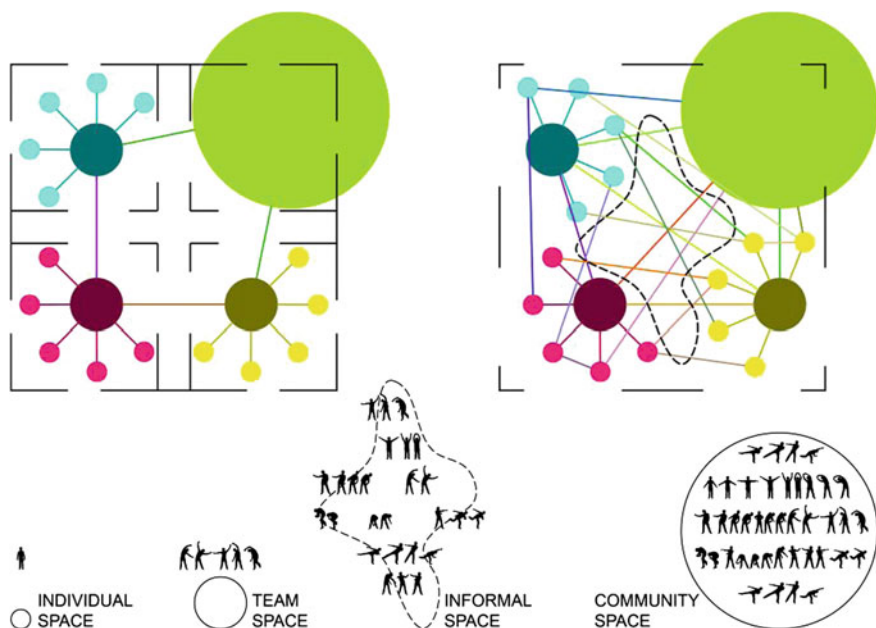 INDIVIDUAL
SPACE
TEAM
SPACE
INFORMAL
SPACE
COMMUNITY
SPACE